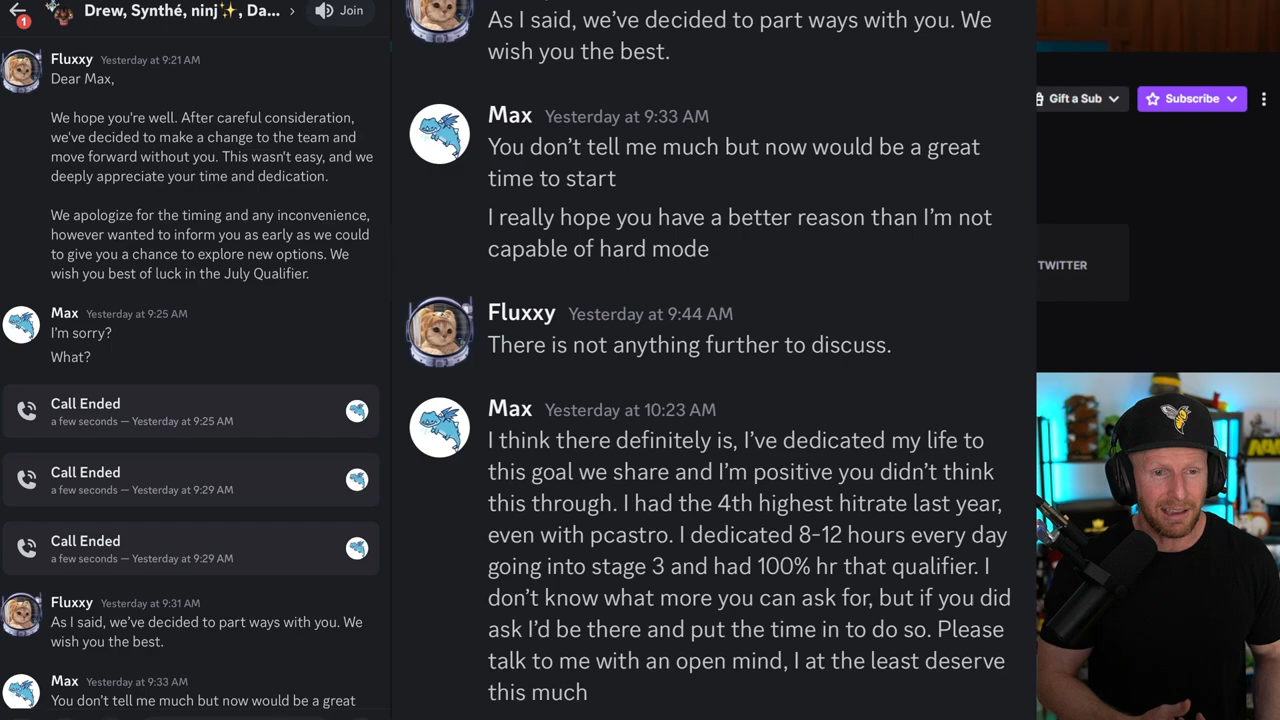 1
Drew, Synthé, ninj✨, Da... >
Join
Fluxxy Yesterday at 9:21 AM
Dear Max,
We hope you're well. After careful consideration,
we've decided to make a change to the team and
move forward without you. This wasn't easy, and we
deeply appreciate your time and dedication.
We apologize for the timing and any inconvenience,
however wanted to inform you as early as we could
to give you a chance to explore new options. We
wish you best of luck in the July Qualifier.
Max Yesterday at 9:25 AM
I'm sorry?
What?
Call Ended
a few seconds — Yesterday at 9:25 AM
Call Ended
a few seconds — Yesterday at 9:29 AM
Call Ended
a few seconds — Yesterday at 9:29 AM
Fluxxy Yesterday at 9:31 AM
As I said, we’ve decided to part ways with you. We
wish you the best.
Max Yesterday at 9:33 AM
You don’t tell me much but now would be a great
As I said, we’ve decided to part ways with you. We
wish you the best.
Max Yesterday at 9:33 AM
You don’t tell me much but now would be a great
time to start
I really hope you have a better reason than I’m not
capable of hard mode
Fluxxy Yesterday at 9:44 AM
There is not anything further to discuss.
Max Yesterday at 10:23 AM
I think there definitely is, I’ve dedicated my life to
this goal we share and I’m positive you didn’t think
this through. I had the 4th highest hitrate last year,
even with pcastro. I dedicated 8-12 hours every day
going into stage 3 and had 100% hr that qualifier. I
don’t know what more you can ask for, but if you did
ask I’d be there and put the time in to do so. Please
talk to me with an open mind, I at the least deserve
this much
Gift a Sub
Subscribe
TWITTER